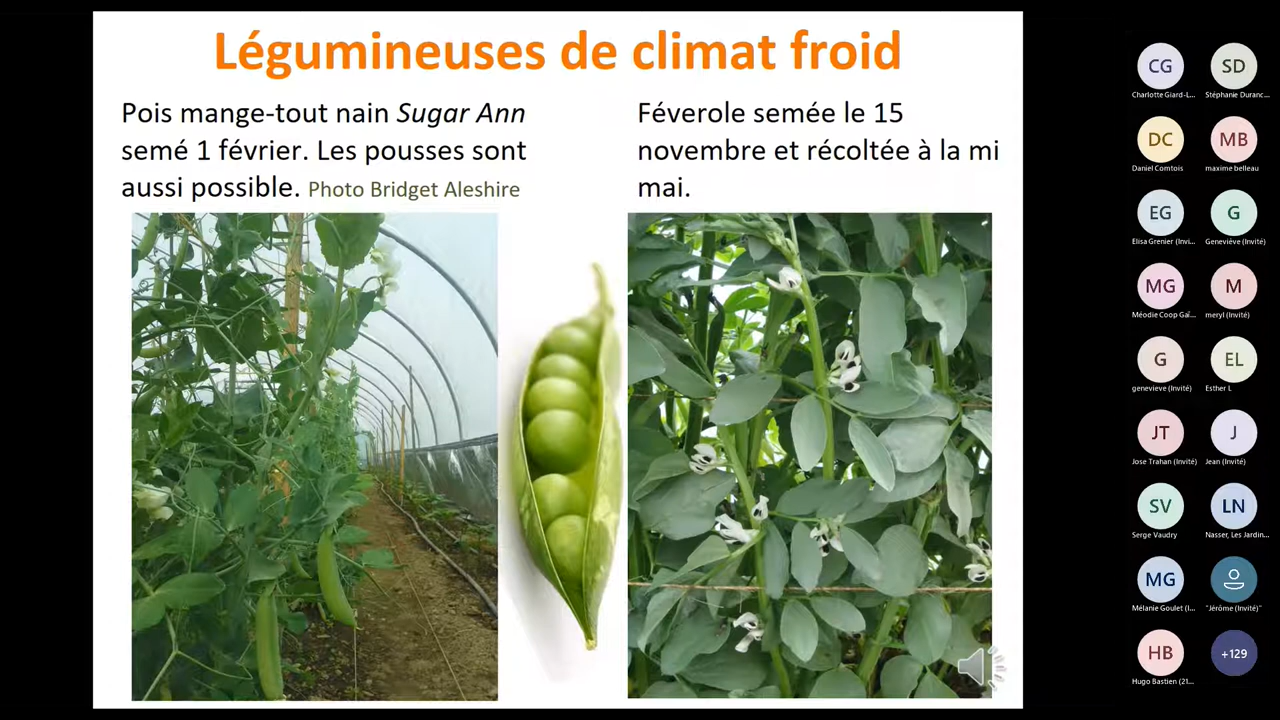 Légumineuses de climat froid
Pois mange-tout nain Sugar Ann
semé 1 février. Les pousses sont
aussi possible. Photo Bridget Aleshire
Féverole semée le 15
novembre et récoltée à la mi
mai.
CG
Charlotte Giard-L...
SD
Stéphanie Duranc...
DC
Daniel Comtois
MB
maxime belleau
EG
Elisa Grenier (Invi...
G
Geneviève (Invité)
MG
Méodie Coop Gaï...
M
meryl (Invité)
G
genevieve (Invité)
EL
Esther L
JT
Jose Trahan (Invité)
J
Jean (Invité)
SV
Serge Vaudry
LN
Nasser, Les Jardin...
MG
Mélanie Goulet (I...
"Jérôme (Invité)"
HB
Hugo Bastien (21...
+129